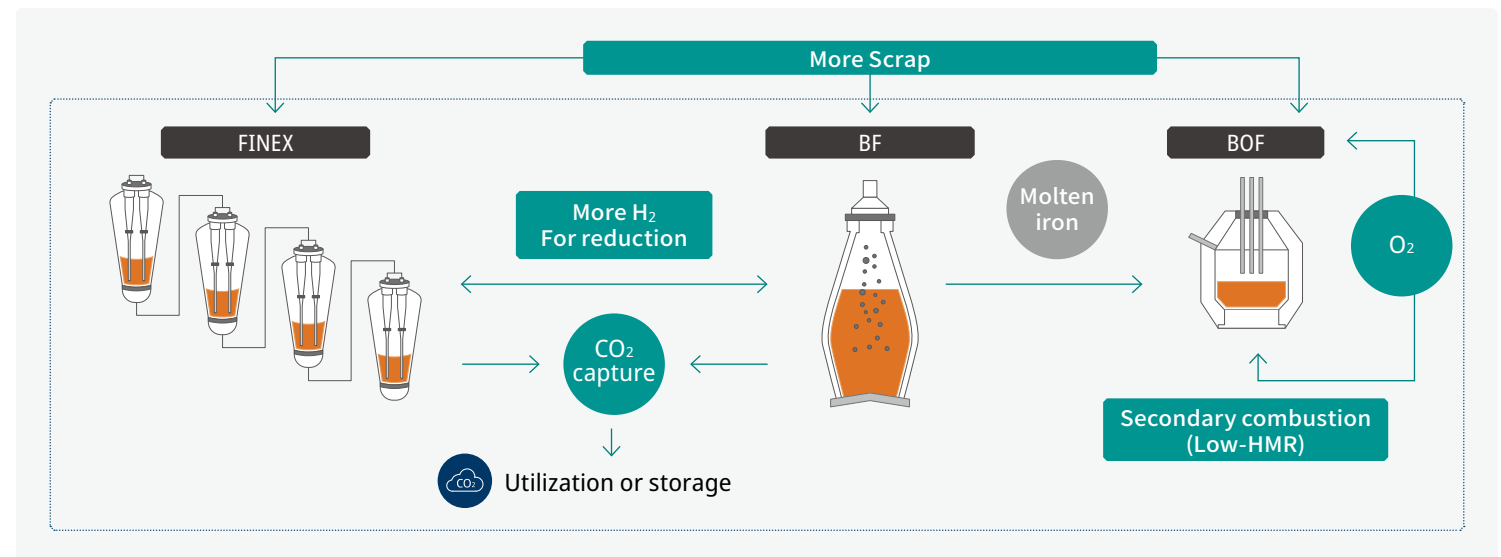 More Scrap
FINEX
BF
BOF
More H₂
For reduction
Molten
iron
O₂
CO₂
capture
Secondary combustion
(Low-HMR)
CO₂
Utilization or storage